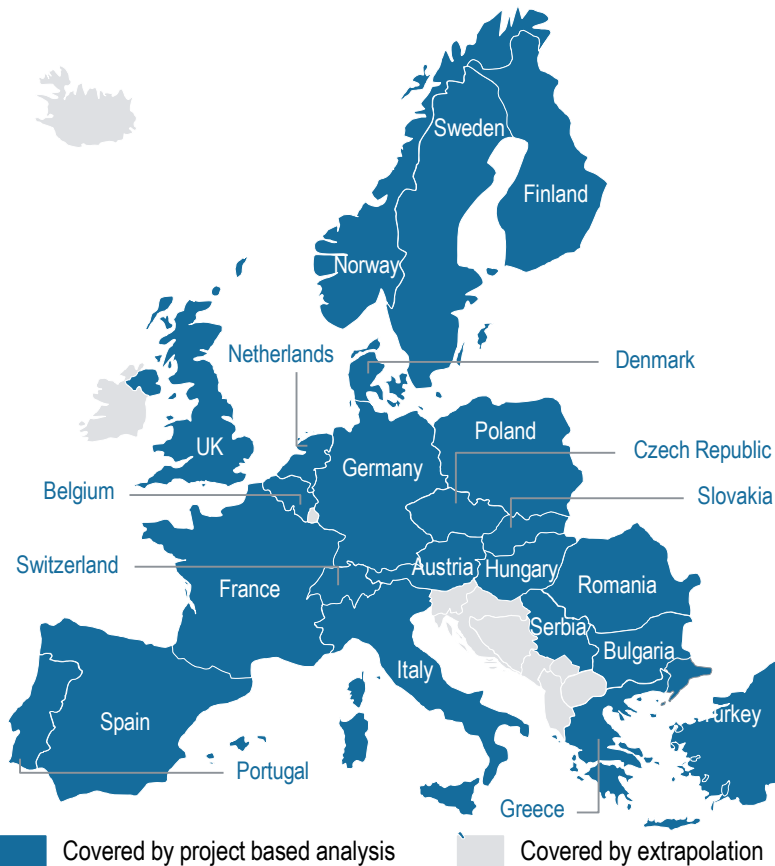 Sweden
Finland
Norway
Netherlands
Denmark
UK
Germany
Poland
Czech Republic
Belgium
Slovakia
Switzerland
France
Austria
Hungary
Romania
Serbia
Bulgaria
Italy
Spain
Turkey
Portugal
Greece
Covered by project based analysis
Covered by extrapolation